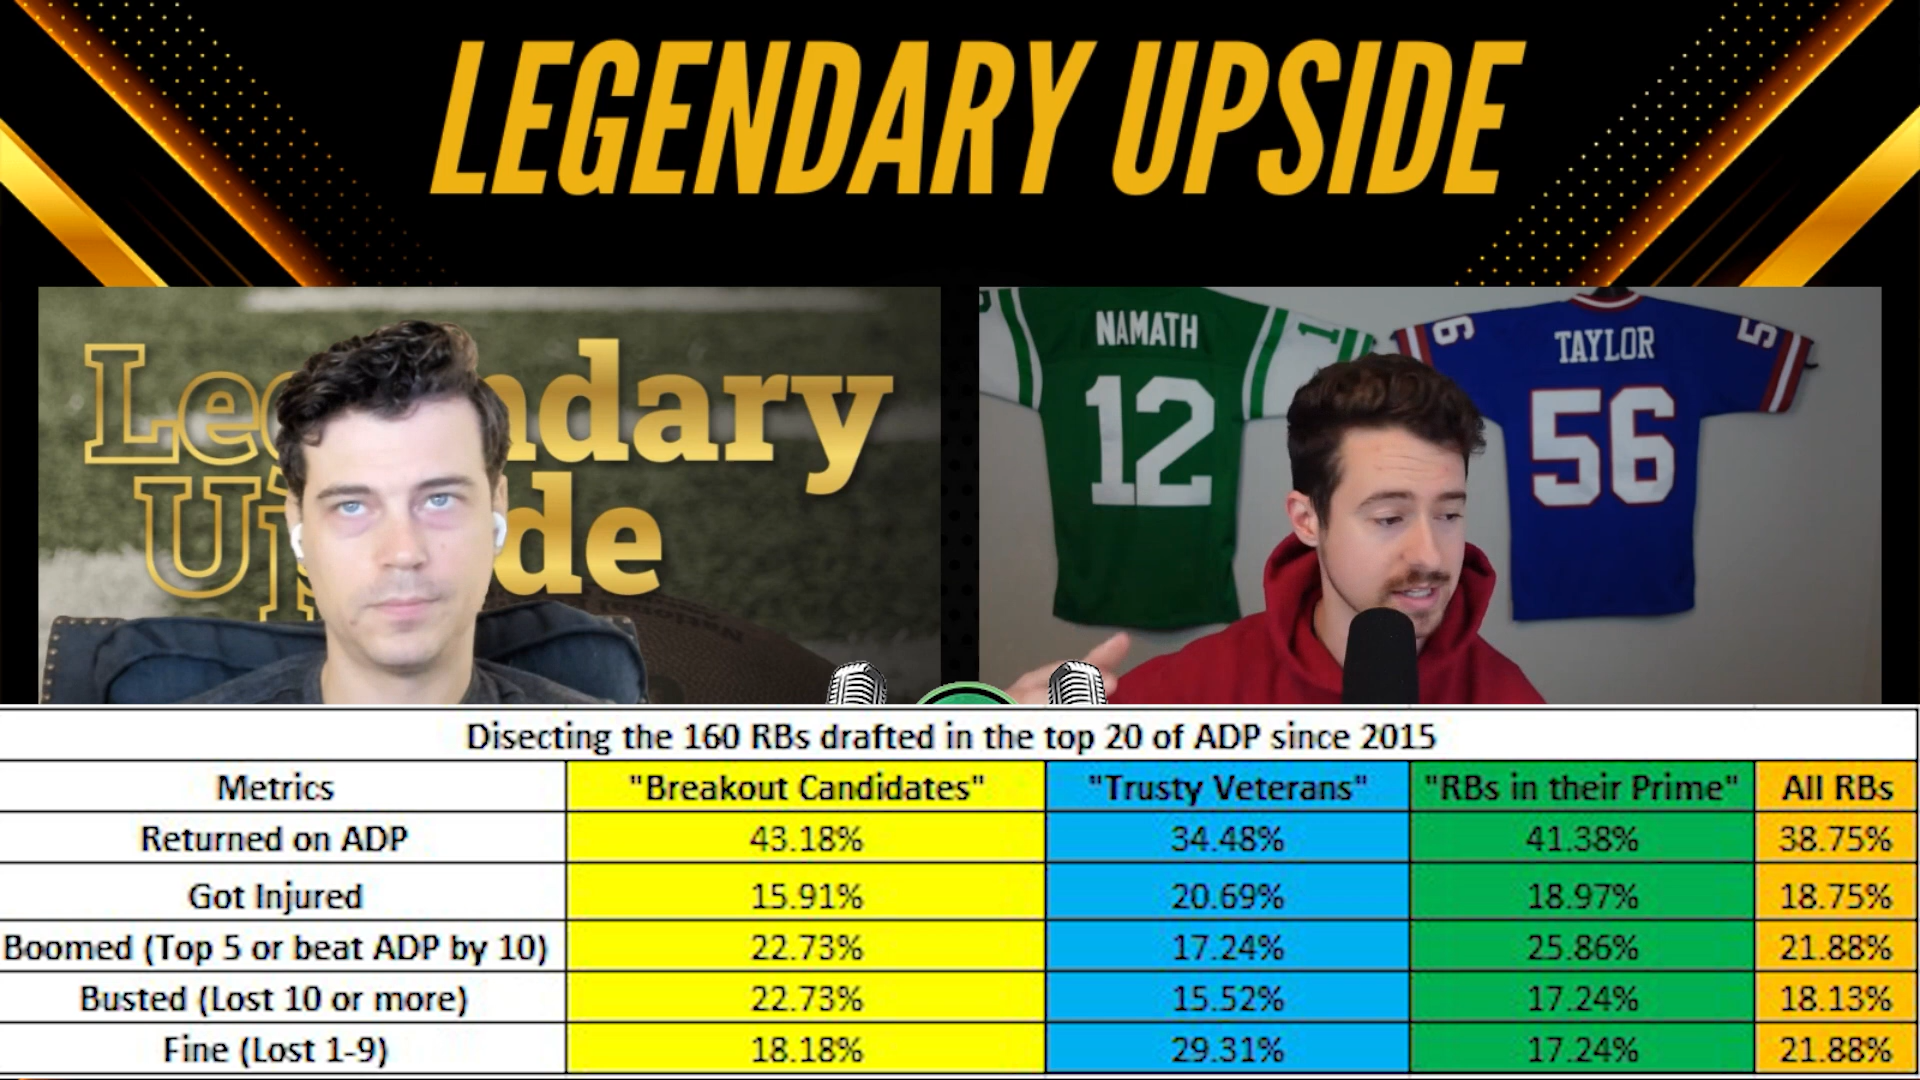 LEGENDARY UPSIDE
Legendary
Upside
NAMATH
12
1
TAYLOR
56
9
5
Disecting the 160 RBs drafted in the top 20 of ADP since 2015
Metrics "Breakout Candidates" "Trusty Veterans" "RBs in their Prime" All RBs
Returned on ADP 43.18% 34.48% 41.38% 38.75%
Got Injured 15.91% 20.69% 18.97% 18.75%
Boomed (Top 5 or beat ADP by 10) 22.73% 17.24% 25.86% 21.88%
Busted (Lost 10 or more) 22.73% 15.52% 17.24% 18.13%
Fine (Lost 1-9) 18.18% 29.31% 17.24% 21.88%